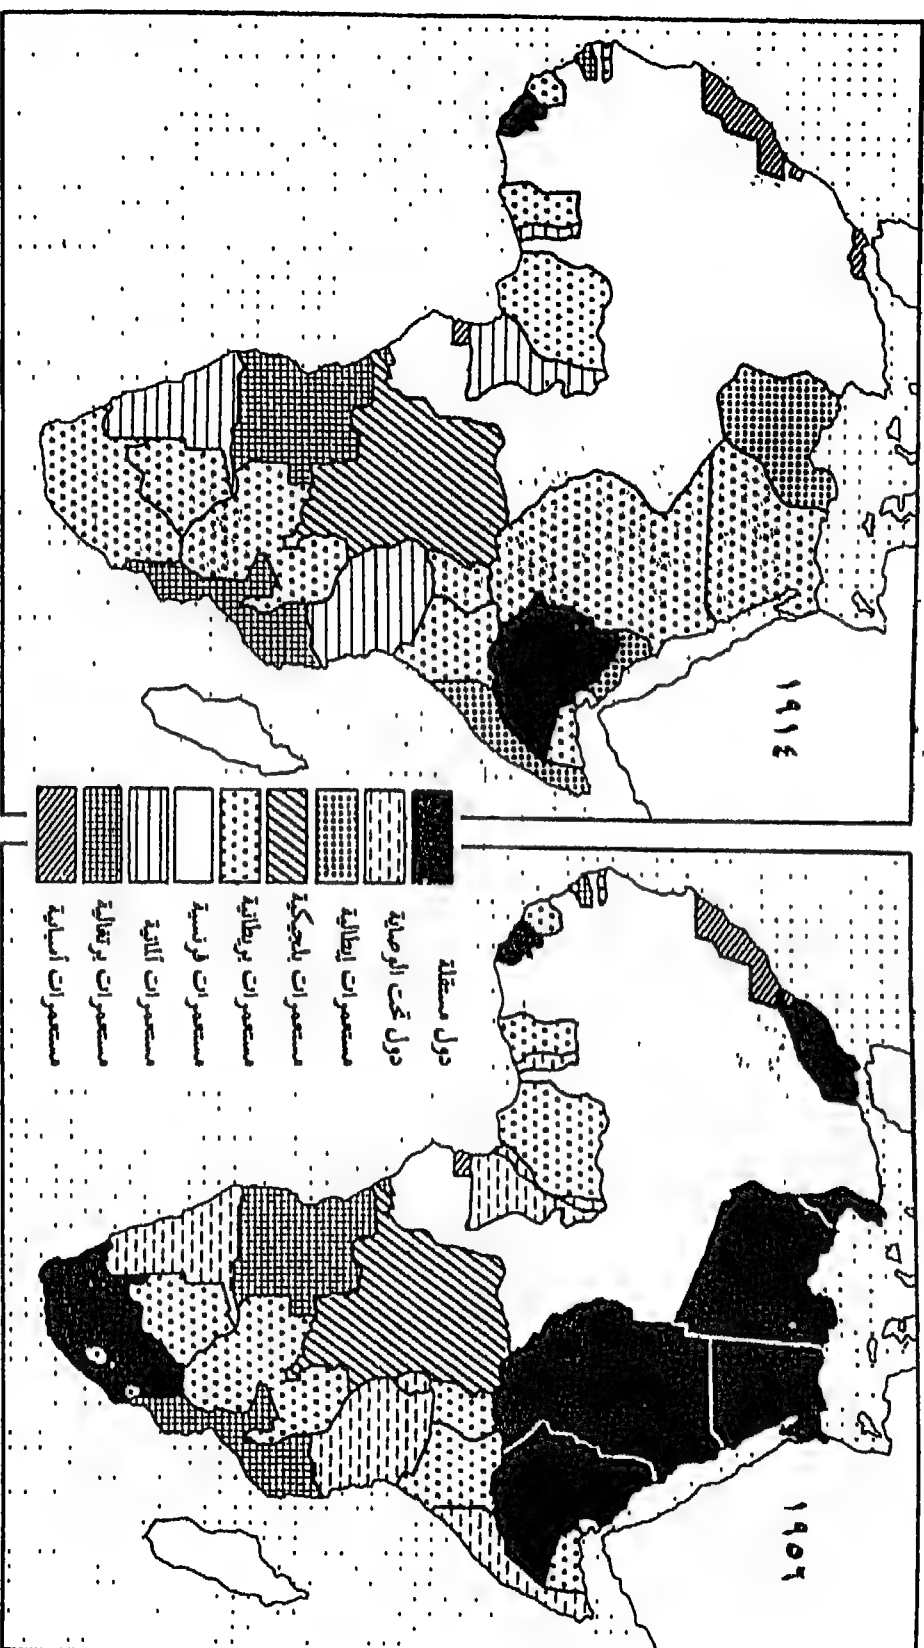 ١٩١٤
١٩٥٦
دول مستقلة
دول تحت الوصاية
مستعمرات ايطالية
مستعمرات بلجيكية
مستعمرات بريطانية
مستعمرات فرنسية
مستعمرات ألمانية
مستعمرات برتغالية
مستعمرات أسبانية